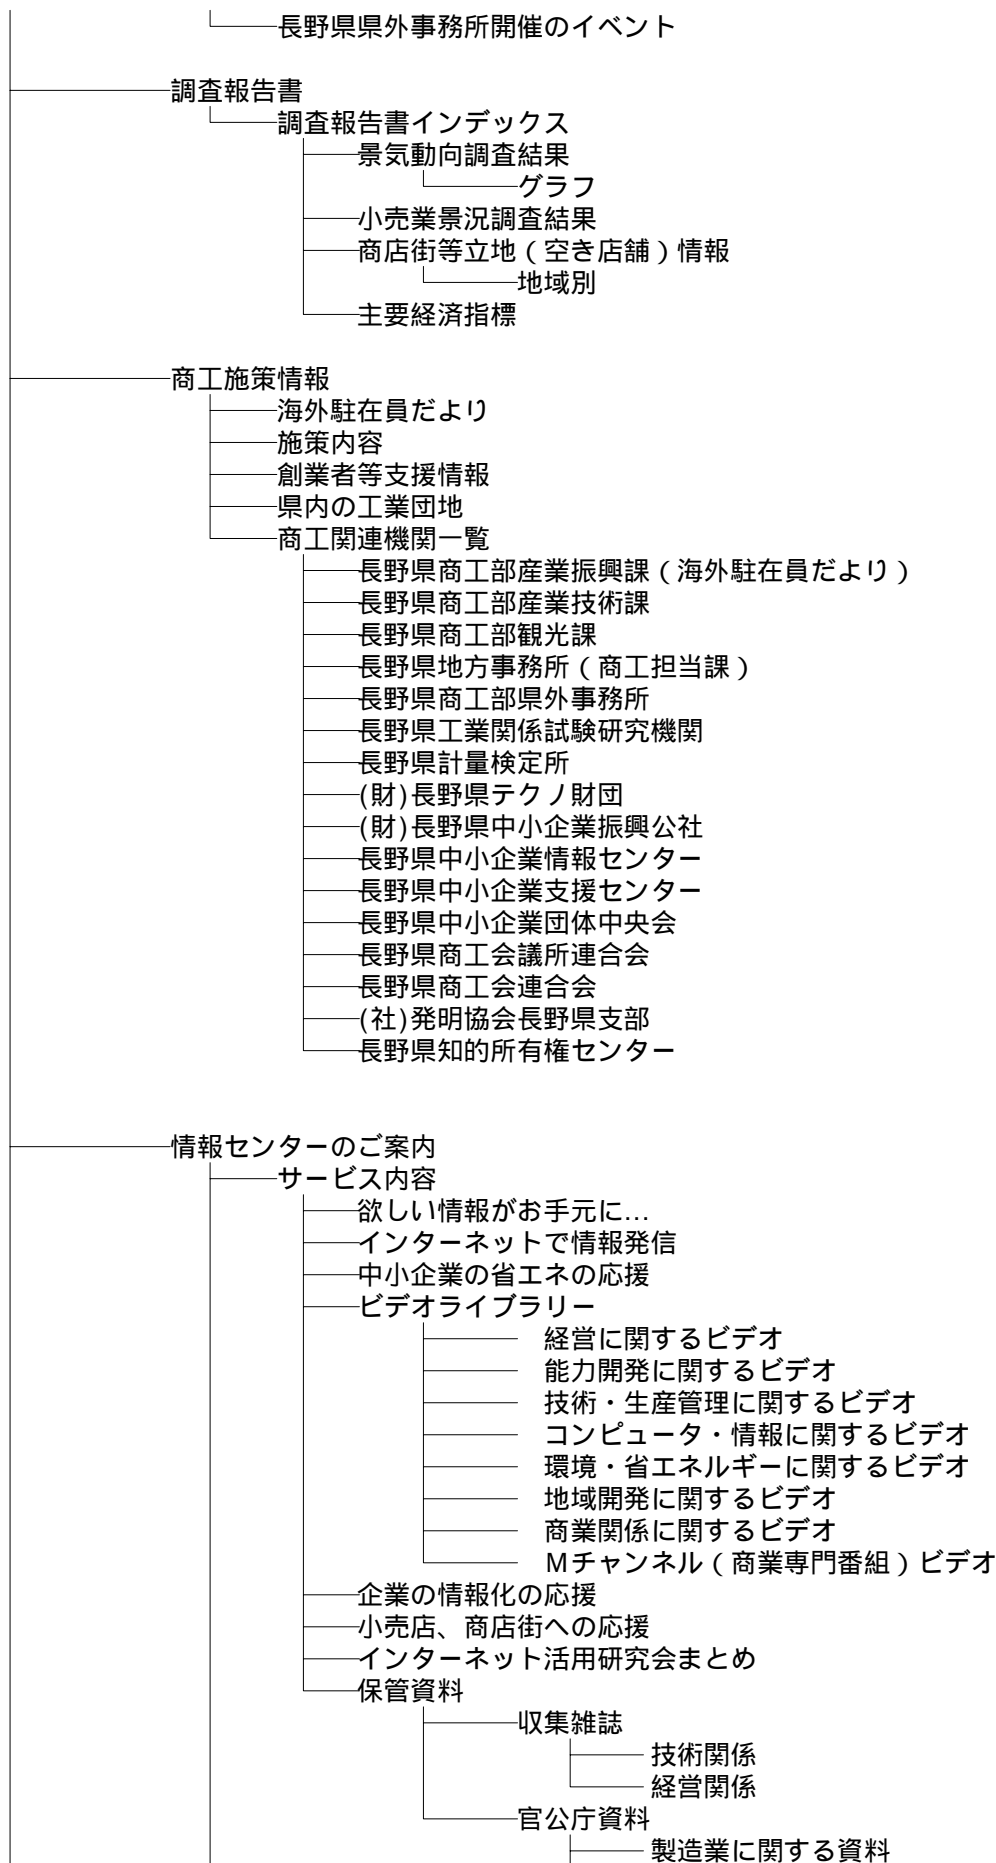 長野県県外事務所開催のイベント
調査報告書
調査報告書インデックス
景気動向調査結果
グラフ
小売業景況調査結果
商店街等立地（空き店舗）情報
地域別
主要経済指標
商工施策情報
海外駐在員だより
施策内容
創業者等支援情報
県内の工業団地
商工関連機関一覧
長野県商工部産業振興課（海外駐在員だより）
長野県商工部産業技術課
長野県商工部観光課
長野県地方事務所（商工担当課）
長野県商工部県外事務所
長野県工業関係試験研究機関
長野県計量検定所
(財)長野県テクノ財団
(財)長野県中小企業振興公社
長野県中小企業情報センター
長野県中小企業支援センター
長野県中小企業団体中央会
長野県商工会議所連合会
長野県商工会連合会
(社)発明協会長野県支部
長野県知的所有権センター
情報センターのご案内
サービス内容
欲しい情報がお手元に…
インターネットで情報発信
中小企業の省エネの応援
ビデオライブラリー
経営に関するビデオ
能力開発に関するビデオ
技術・生産管理に関するビデオ
コンピュータ・情報に関するビデオ
環境・省エネルギーに関するビデオ
地域開発に関するビデオ
商業関係に関するビデオ
Mチャンネル（商業専門番組）ビデオ
企業の情報化の応援
小売店、商店街への応援
インターネット活用研究会まとめ
保管資料
収集雑誌
技術関係
経営関係
官公庁資料
製造業に関する資料